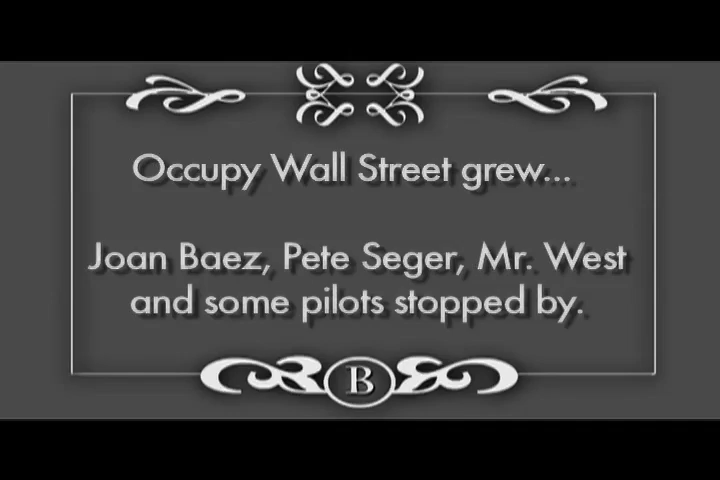 Occupy Wall Street grew...
Joan Baez, Pete Seger, Mr. West
and some pilots stopped by.
B